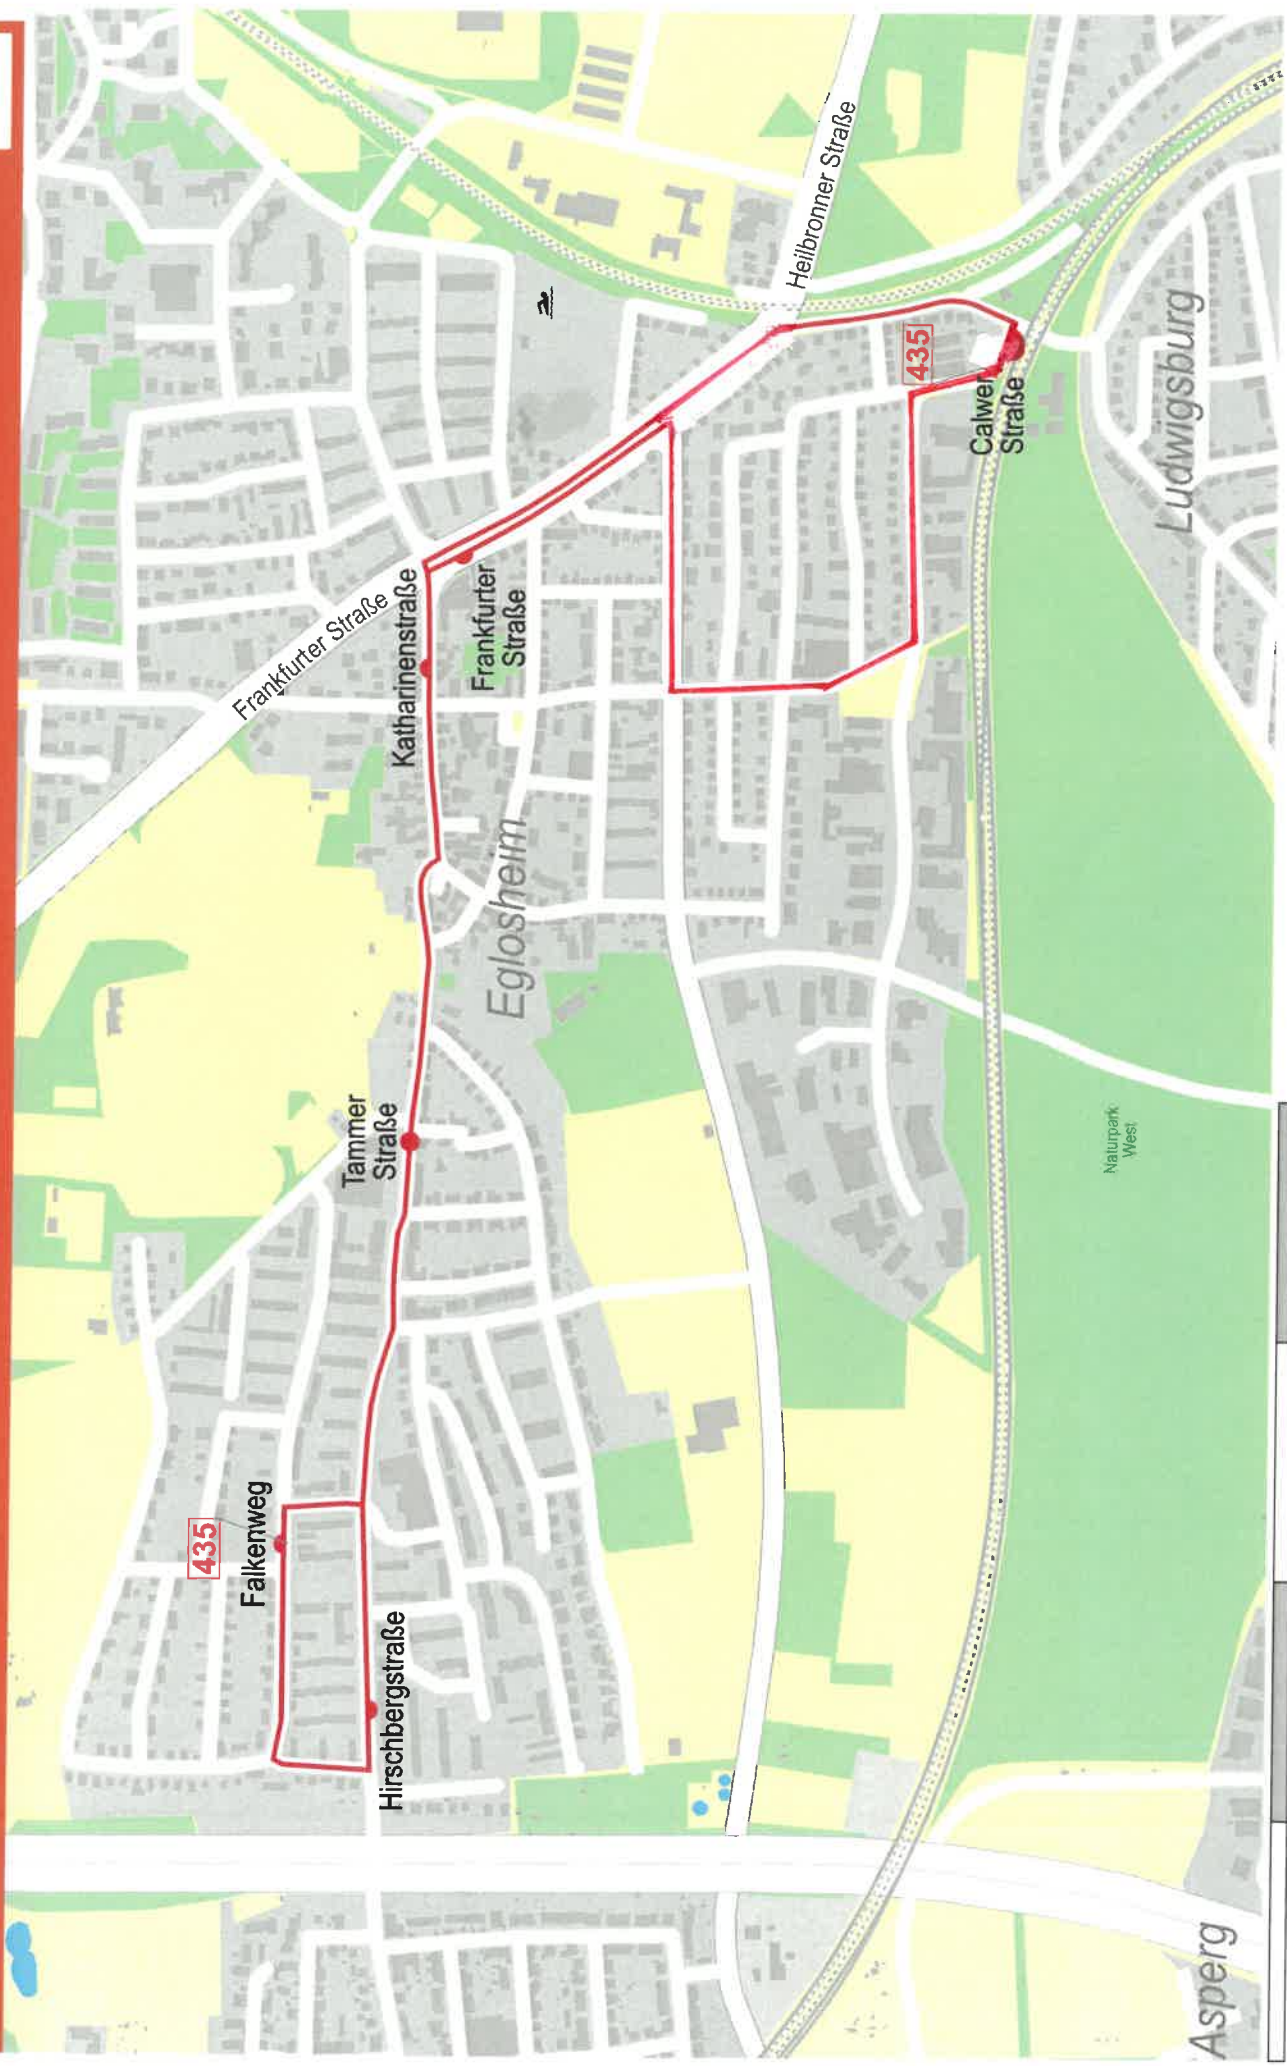 Heilbronner Straße
435
Calwer
Straße
Ludwigsburg
Frankfurter Straße
Katharinenstraße
Frankfurter
Straße
Eglosheim
Tammer
Straße
Naturpark
West
435
Falkenweg
Hirschbergstraße
Asperg